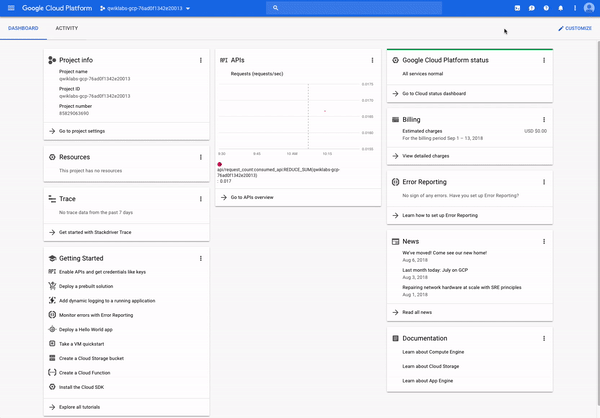 Google Cloud Platform
qwiklabs-gcp-76ad0f1342e20013
DASHBOARD
ACTIVITY
CUSTOMIZE
Project info
Project name
qwiklabs-gcp-76ad0f1342e20013
Project ID
qwiklabs-gcp-76ad0f1342e20013
Project number
85829063690
Go to project settings
Resources
This project has no resources
Trace
No trace data from the past 7 days
Get started with Stackdriver Trace
Getting Started
Enable APIs and get credentials like keys
Deploy a prebuilt solution
Add dynamic logging to a running application
Monitor errors with Error Reporting
Deploy a Hello World app
Take a VM quickstart
Create a Cloud Storage bucket
Create a Cloud Function
Install the Cloud SDK
Explore all tutorials
RPI APIs
Requests (requests/sec)
0.0175
0.0170
0.0165
0.0160
0.0155
9:30
9:45
10 AM
10:15
api/request_count:consumed_api:REDUCE_SUM(qwiklabs-gcp-
76ad0f1342e20013)
: 0.017
Go to APIs overview
Google Cloud Platform status
All services normal
Go to Cloud status dashboard
Billing
Estimated charges
USD $0.00
For the billing period Sep 1 – 13, 2018
View detailed charges
Error Reporting
No sign of any errors. Have you set up Error Reporting?
Learn how to set up Error Reporting
News
We've moved! Come see our new home!
Aug 6, 2018
Last month today: July on GCP
Aug 3, 2018
Repairing network hardware at scale with SRE principles
Aug 1, 2018
Read all news
Documentation
Learn about Compute Engine
Learn about Cloud Storage
Learn about App Engine